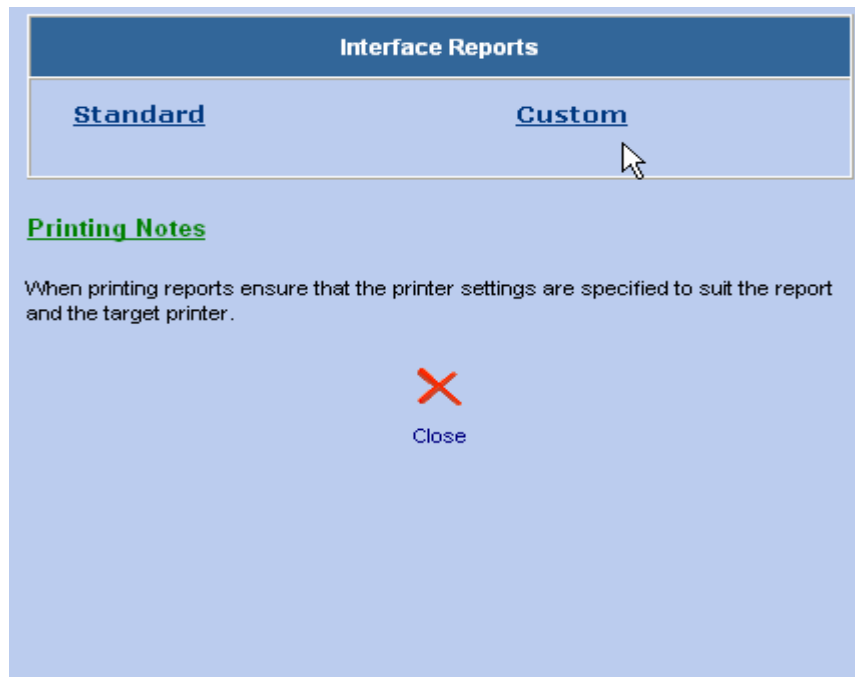 Interface Reports
Standard Custom
Printing Notes
When printing reports ensure that the printer settings are specified to suit the report
and the target printer.
Close